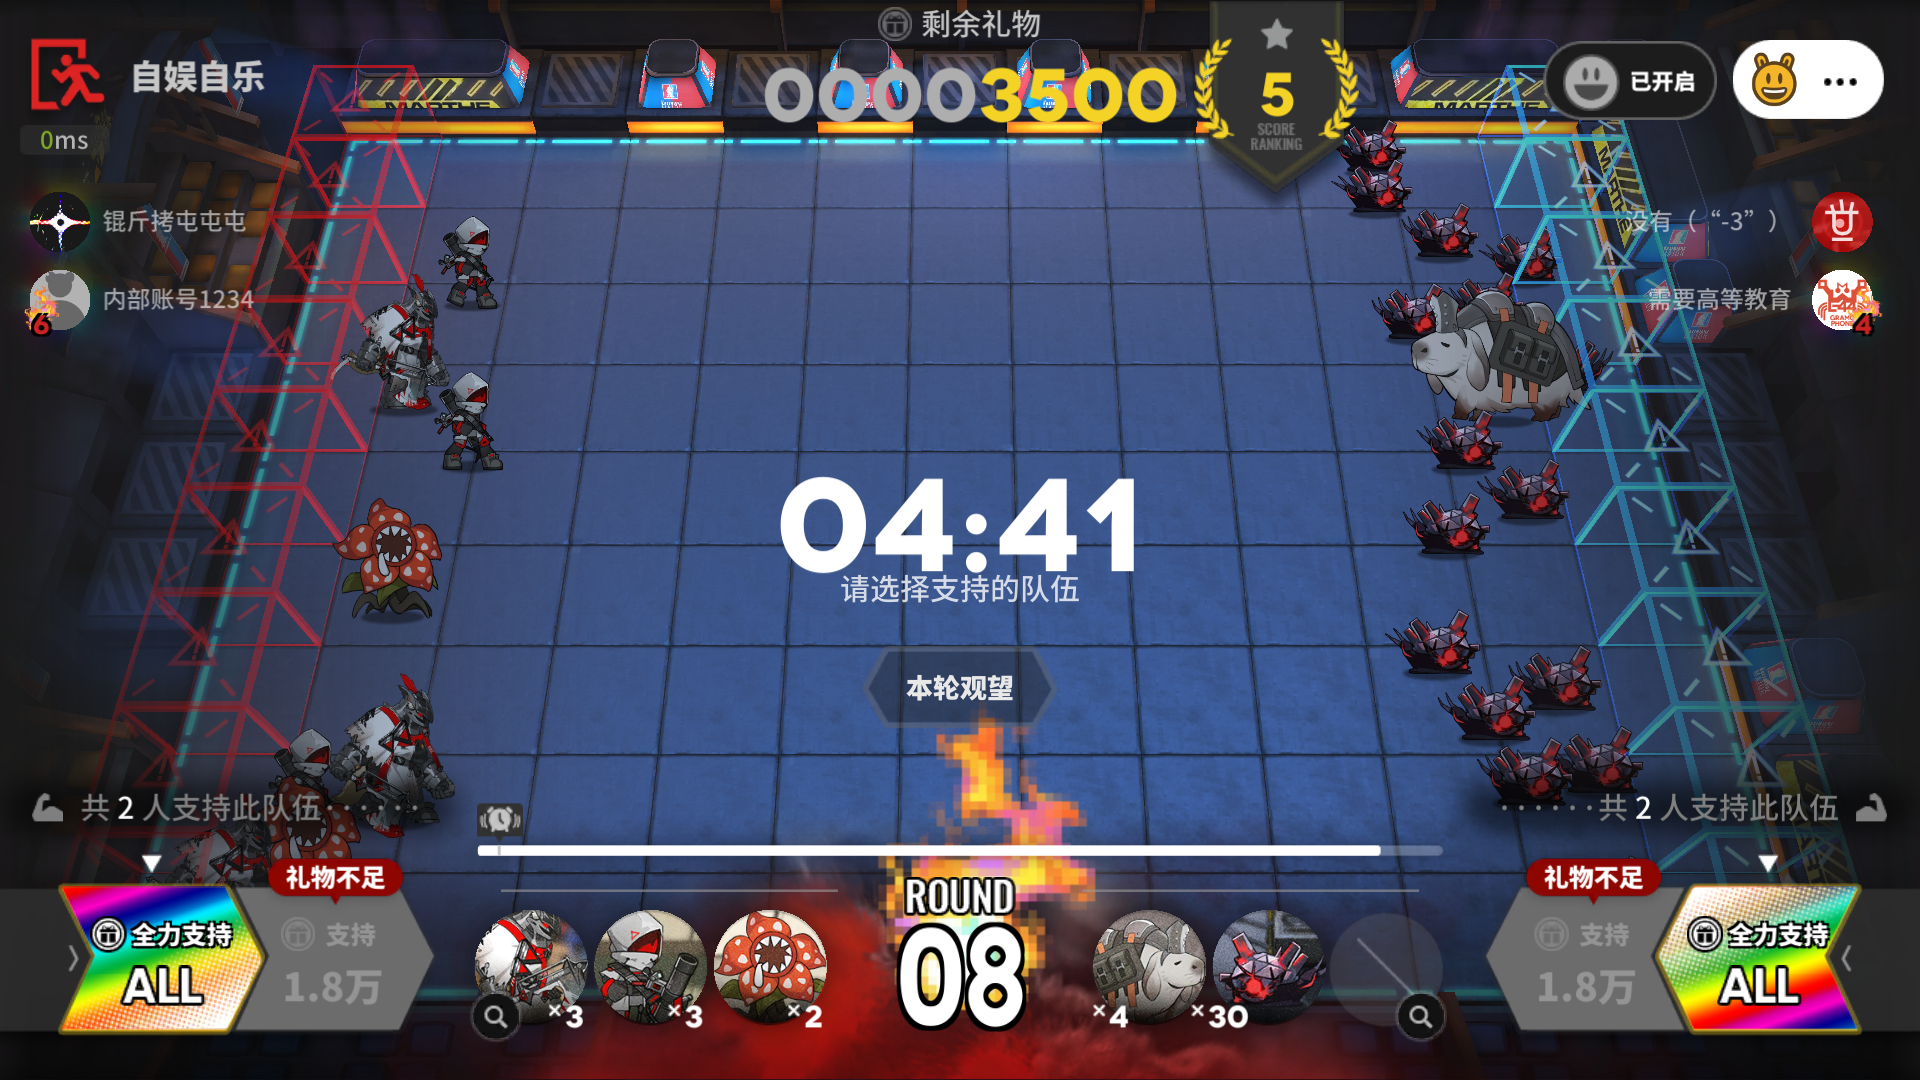 剩余礼物
自娱自乐
00003500
5
SCORE
RANKING
已开启
0ms
锟斤拷屯屯屯
没有（“-3”）
6
内部账号1234
需要高等教育
4
04:41
请选择支持的队伍
本轮观望
共 2 人支持此队伍
共 2 人支持此队伍
礼物不足
礼物不足
全力支持
ALL
支持
1.8万
×3
×3
×2
ROUND
08
×4
×30
支持
1.8万
全力支持
ALL